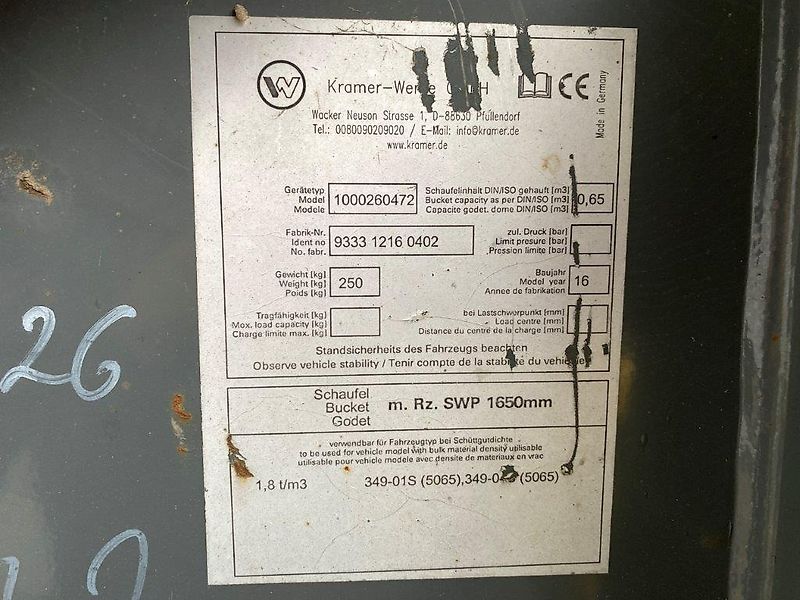 W
Kramer-We H
CE
Made in Germany
Wacker Neuson Strasse 1, D-88630 Pfullendorf
Tel.: 0080090209020 / E-Mail: info@kramer.de
www.kramer.de
Gerätetyp
Model 1000260472
Modele
Schaufelinhalt DIN/ISO gehauft [m3]
Bucket capacity as per DIN/ISO [m3] 0,65
Capacite godet. dome DIN/ISO [m3]
Fabrik-Nr.
Ident no 9333 1216 0402
No. fabr.
zul. Druck [bar]
Limit presure [bar]
Pression limite [bar]
Gewicht [kg]
Weight [kg] 250
Poids [kg]
Baujahr
Model year 16
Annee de fabrikation
Tragfähigkeit [kg]
Max. load capacity [kg]
Charge limite max. [kg]
bei Lastschwerpunkt [mm]
Load centre [mm]
Distance du centre de la charge [mm]
Standsicherheits des Fahrzeugs beachten
Observe vehicle stability / Tenir compte de la stabilité du vehicule
Schaufel
Bucket m. Rz. SWP 1650mm
Godet
verwendbar für Fahrzeugtyp bei Schüttgutdichte
to be used for vehicle model with bulk material density utilisable
utilisable pour vehicle modele avec densite de materiaux en vrac
1,8 t/m3 349-01S (5065),349-0 (5065)
26